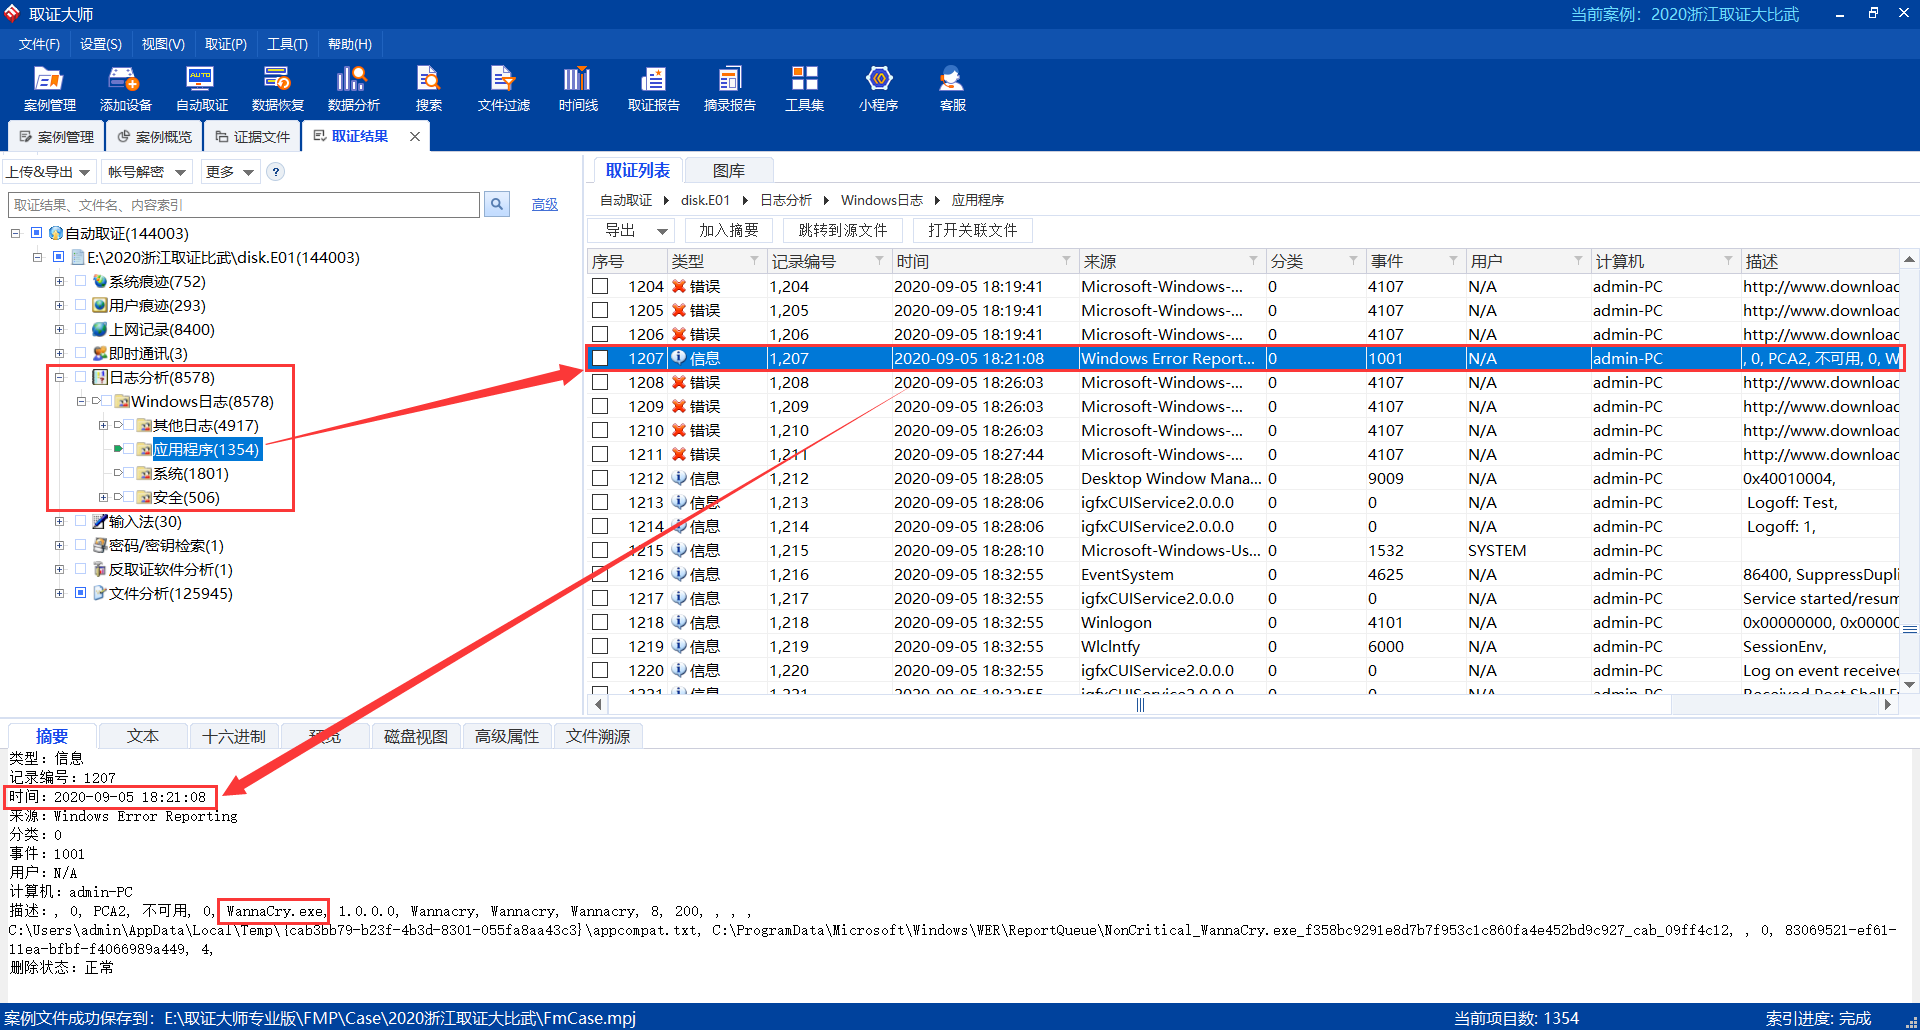 取证大师
当前案例：2020浙江取证大比武
文件(F) 设置(S) 视图(V) 取证(P) 工具(T) 帮助(H)
AUTO
案例管理 添加设备 自动取证 数据恢复 数据分析 搜索 文件过滤 时间线 取证报告 摘录报告 工具集 小程序 客服
案例管理 案例概览 证据文件 取证结果
上传&导出 帐号解密 更多 ?
取证结果、文件名、内容索引 高级
自动取证(144003)
E:\2020浙江取证比武\disk.E01(144003)
系统痕迹(752)
用户痕迹(293)
上网记录(8400)
即时通讯(3)
日志分析(8578)
Windows日志(8578)
其他日志(4917)
应用程序(1354)
系统(1801)
安全(506)
输入法(30)
密码/密钥检索(1)
反取证软件分析(1)
文件分析(125945)
取证列表 图库
自动取证 disk.E01 日志分析 Windows日志 应用程序
导出 加入摘要 跳转到源文件 打开关联文件
序号 类型 记录编号 时间 来源 分类 事件 用户 计算机 描述
1204 错误 1,204 2020-09-05 18:19:41 Microsoft-Windows-... 0 4107 N/A admin-PC http://www.download
1205 错误 1,205 2020-09-05 18:19:41 Microsoft-Windows-... 0 4107 N/A admin-PC http://www.download
1206 错误 1,206 2020-09-05 18:19:41 Microsoft-Windows-... 0 4107 N/A admin-PC http://www.download
1207 信息 1,207 2020-09-05 18:21:08 Windows Error Report... 0 1001 N/A admin-PC , 0, PCA2, 不可用, 0, W
1208 错误 1,208 2020-09-05 18:26:03 Microsoft-Windows-... 0 4107 N/A admin-PC http://www.download
1209 错误 1,209 2020-09-05 18:26:03 Microsoft-Windows-... 0 4107 N/A admin-PC http://www.download
1210 错误 1,210 2020-09-05 18:26:03 Microsoft-Windows-... 0 4107 N/A admin-PC http://www.download
1211 错误 1,211 2020-09-05 18:27:44 Microsoft-Windows-... 0 4107 N/A admin-PC http://www.download
1212 信息 1,212 2020-09-05 18:28:05 Desktop Window Mana... 0 9009 N/A admin-PC 0x40010004,
1213 信息 1,213 2020-09-05 18:28:06 igfxCUIService2.0.0.0 0 0 N/A admin-PC Logoff: Test,
1214 信息 1,214 2020-09-05 18:28:06 igfxCUIService2.0.0.0 0 0 N/A admin-PC Logoff: 1,
1215 信息 1,215 2020-09-05 18:28:10 Microsoft-Windows-Us... 0 1532 SYSTEM admin-PC
1216 信息 1,216 2020-09-05 18:32:55 EventSystem 0 4625 N/A admin-PC 86400, SuppressDupli
1217 信息 1,217 2020-09-05 18:32:55 igfxCUIService2.0.0.0 0 0 N/A admin-PC Service started/resum
1218 信息 1,218 2020-09-05 18:32:55 Winlogon 0 4101 N/A admin-PC 0x00000000, 0x00000
1219 信息 1,219 2020-09-05 18:32:55 Wlclntfy 0 6000 N/A admin-PC SessionEnv,
1220 信息 1,220 2020-09-05 18:32:55 igfxCUIService2.0.0.0 0 0 N/A admin-PC Log on event received
1221 信息 1,221 2020-09-05 18:32:55 igfxCUIService2.0.0.0 0 0 N/A admin-PC Received Post Shell E
摘要 文本 十六进制 预览 磁盘视图 高级属性 文件溯源
类型：信息
记录编号：1207
时间：2020-09-05 18:21:08
来源：Windows Error Reporting
分类：0
事件：1001
用户：N/A
计算机：admin-PC
描述：, 0, PCA2, 不可用, 0, WannaCry.exe, 1.0.0.0, Wannacry, Wannacry, Wannacry, 8, 200, , , ,
C:\Users\admin\AppData\Local\Temp\{cab3bb79-b23f-4b3d-8301-055fa8aa43c3}\appcompat.txt, C:\ProgramData\Microsoft\Windows\WER\ReportQueue\NonCritical_WannaCry.exe_f358bc9291e8d7b7f953c1c860fa4e452bd9c927_cab_09ff4c12, , 0, 83069521-ef61-
11ea-bfbf-f4066989a449, 4,
删除状态：正常
案例文件成功保存到： E:\取证大师专业版\FMP\Case\2020浙江取证大比武\FmCase.mpj 当前项目数: 1354 索引进度: 完成